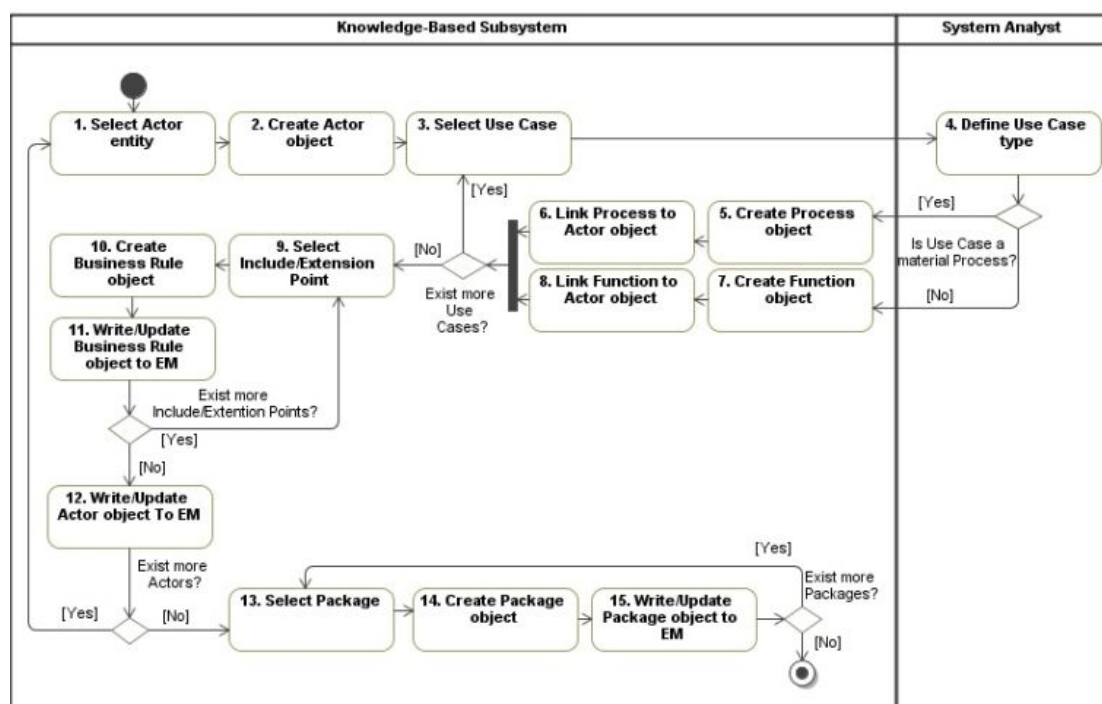 Knowledge-Based Subsystem
System Analyst
1. Select Actor
entity
2. Create Actor
object
3. Select Use Case
4. Define Use Case
type
[Yes]
[Yes]
6. Link Process to
Actor object
5. Create Process
object
Is Use Case a
material Process?
10. Create
Business Rule
object
9. Select
Include/Extension
Point
[No]
Exist more
Use
Cases?
8. Link Function to
Actor object
7. Create Function
object
[No]
11. Write/Update
Business Rule
object to EM
Exist more
Include/Extention Points?
[Yes]
[No]
12. Write/Update
Actor object To EM
Exist more
Actors?
[Yes]
[No]
13. Select Package
14. Create Package
object
15. Write/Update
Package object to
EM
[Yes]
Exist more
Packages?
[No]